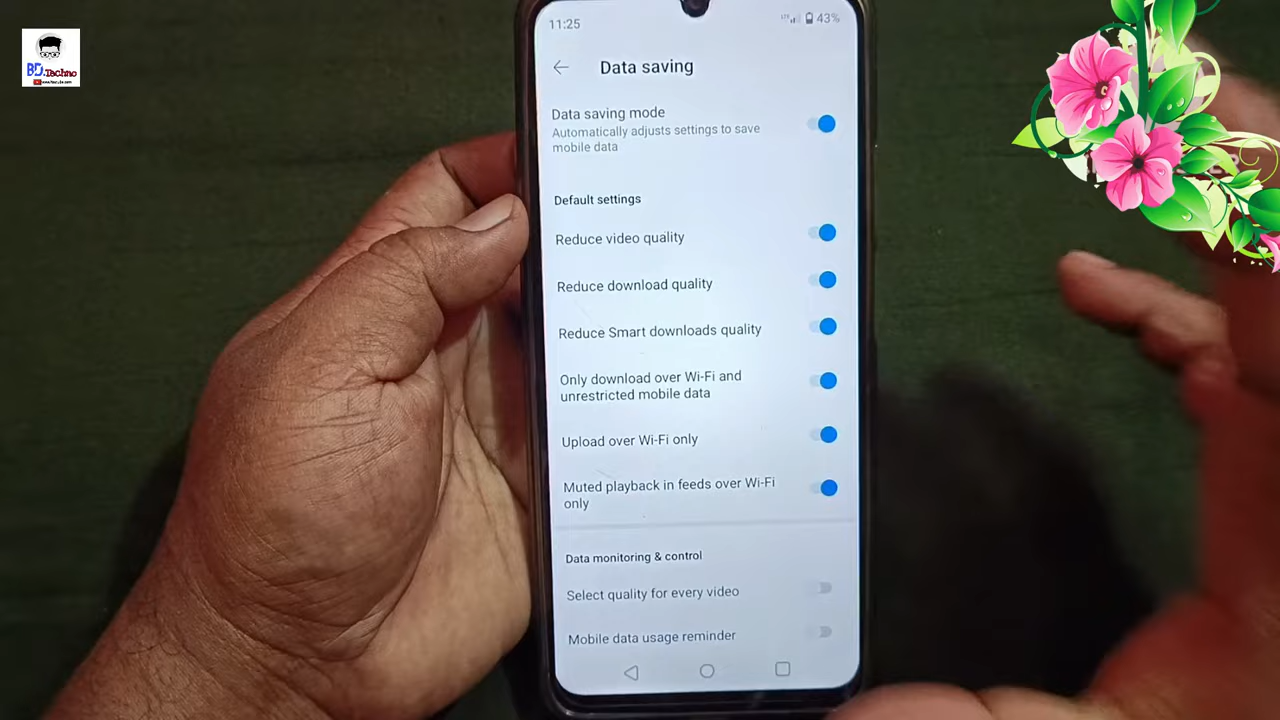 11:25
43%
BD.Techno
Data saving
Data saving mode
Automatically adjusts settings to save
mobile data
Default settings
Reduce video quality
Reduce download quality
Reduce Smart downloads quality
Only download over Wi-Fi and
unrestricted mobile data
Upload over Wi-Fi only
Muted playback in feeds over Wi-Fi
only
Data monitoring & control
Select quality for every video
Mobile data usage reminder